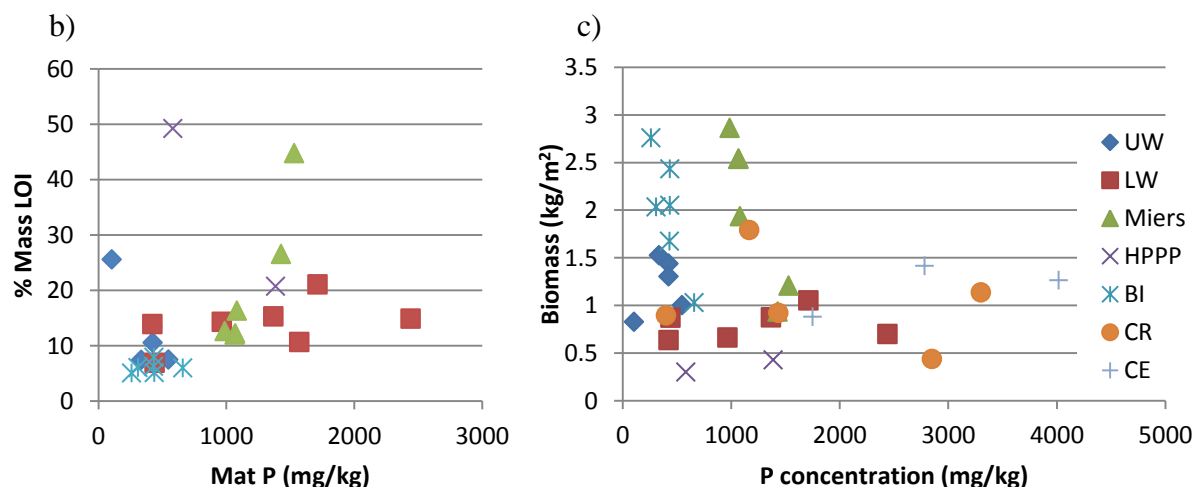 b)
60
50
40
30
20
10
0
% Mass LOI
0 1000 2000 3000
Mat P (mg/kg)
c)
3.5
3
2.5
2
1.5
1
0.5
0
Biomass (kg/m²)
0 1000 2000 3000 4000 5000
P concentration (mg/kg)
UW
LW
Miers
HPPP
BI
CR
CE